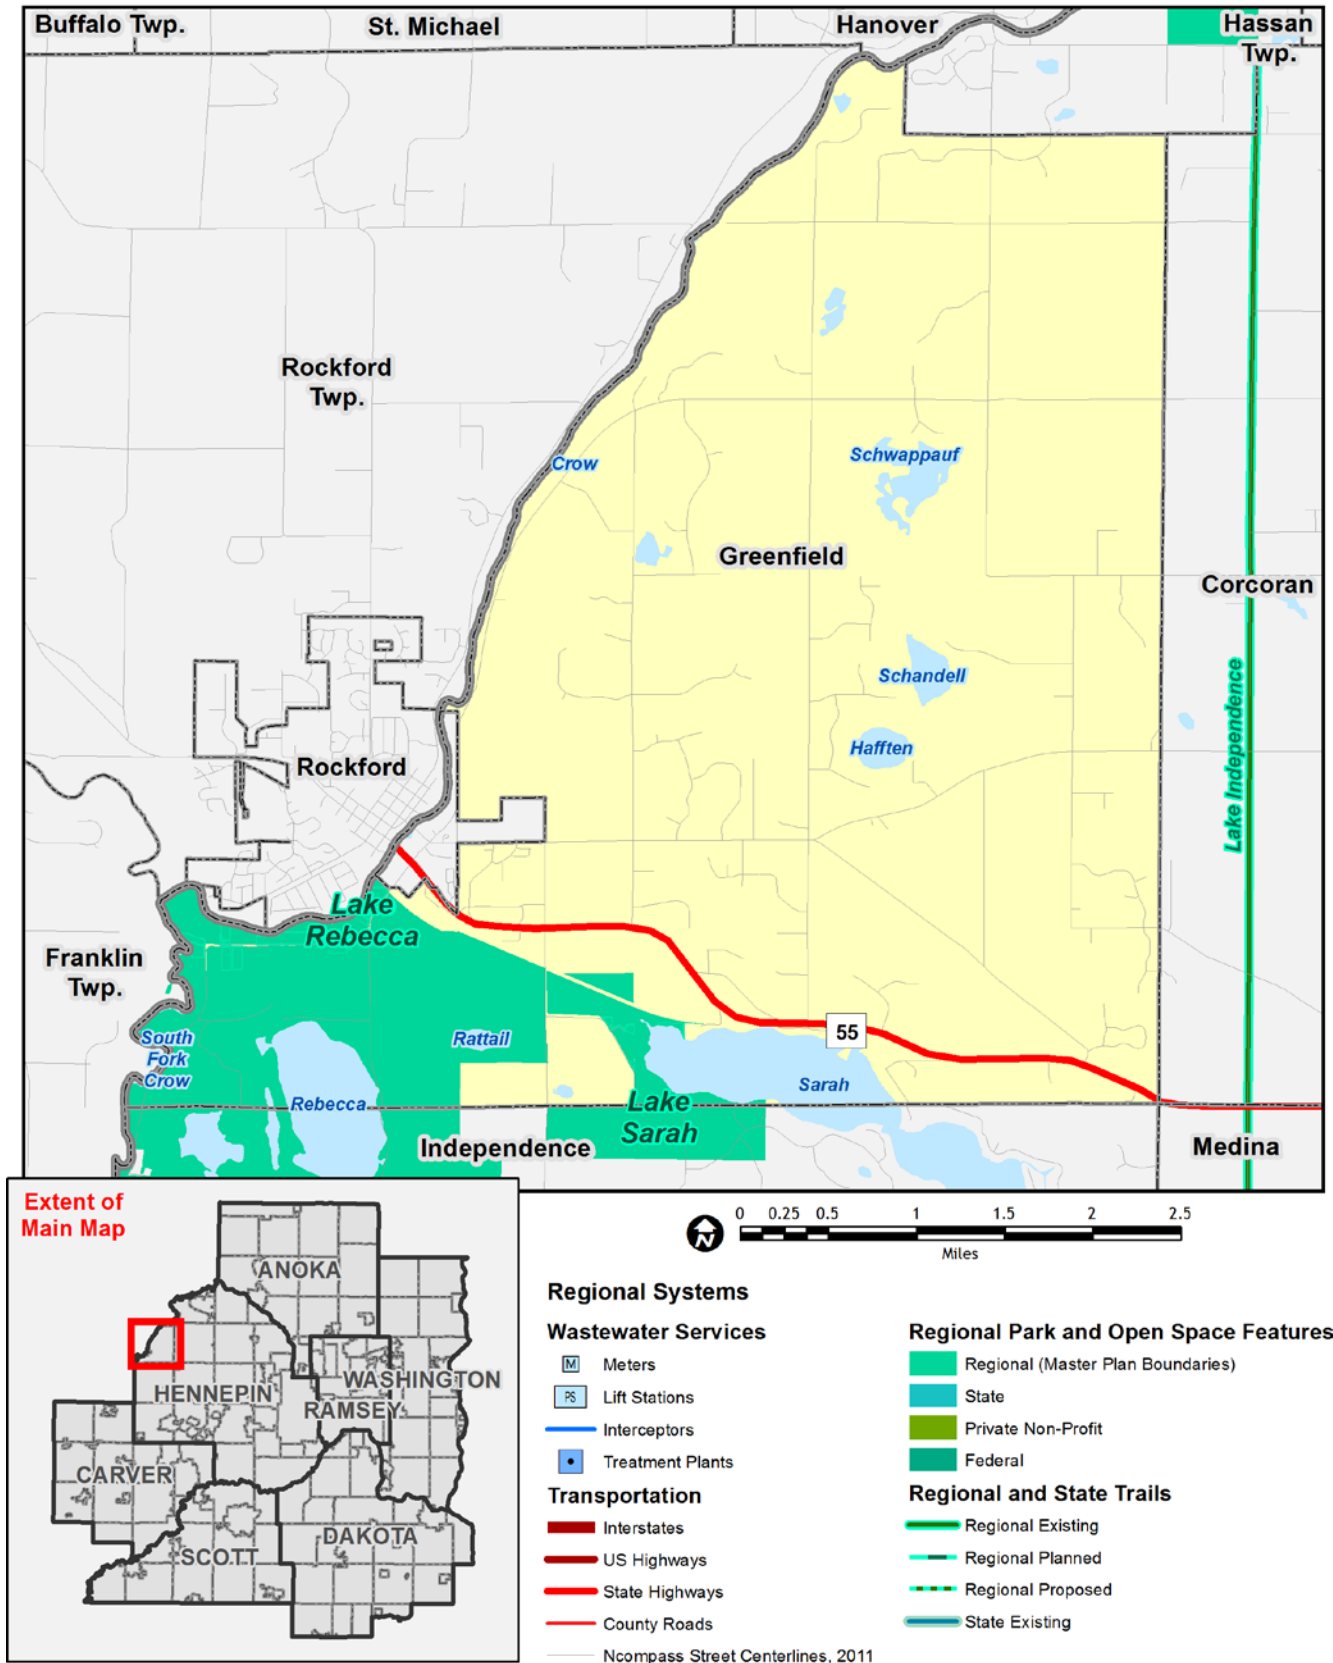 Buffalo Twp.
St. Michael
Hanover
Hassan
Twp.
Rockford
Twp.
Crow
Schwappauf
Greenfield
Corcoran
Schandell
Hafften
Lake Independence
Rockford
Lake
Rebecca
Franklin
Twp.
South
Fork
Crow
Rattail
55
Rebecca
Sarah
Lake
Sarah
Independence
Medina
Extent of
Main Map
ANOKA
HENNEPIN
WASHINGTON
RAMSEY
CARVER
SCOTT
DAKOTA
N
0 0.25 0.5 1 1.5 2 2.5
Miles
Regional Systems
Wastewater Services
M Meters
PS Lift Stations
Interceptors
Treatment Plants
Transportation
Interstates
US Highways
State Highways
County Roads
Ncompass Street Centerlines, 2011
Regional Park and Open Space Features
Regional (Master Plan Boundaries)
State
Private Non-Profit
Federal
Regional and State Trails
Regional Existing
Regional Planned
Regional Proposed
State Existing